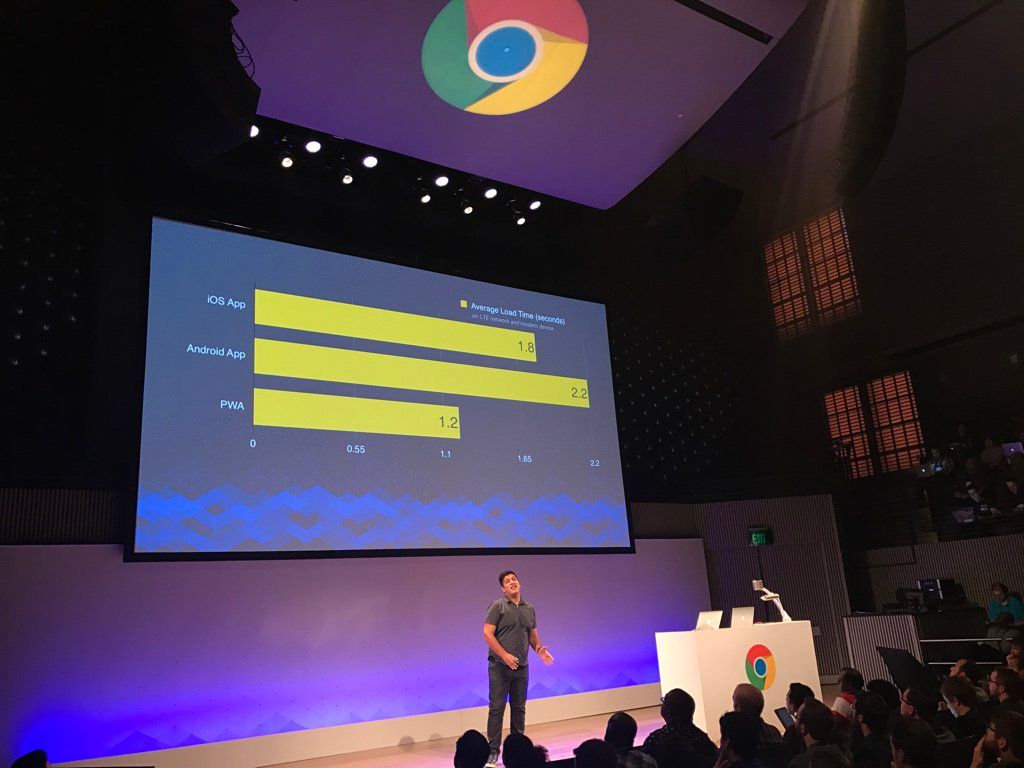 iOS App
Average Load Time (seconds)
on LTE network and modern device
1.8
Android App
2.2
PWA
1.2
0
0.55
1.1
1.65
2.2
EXIT